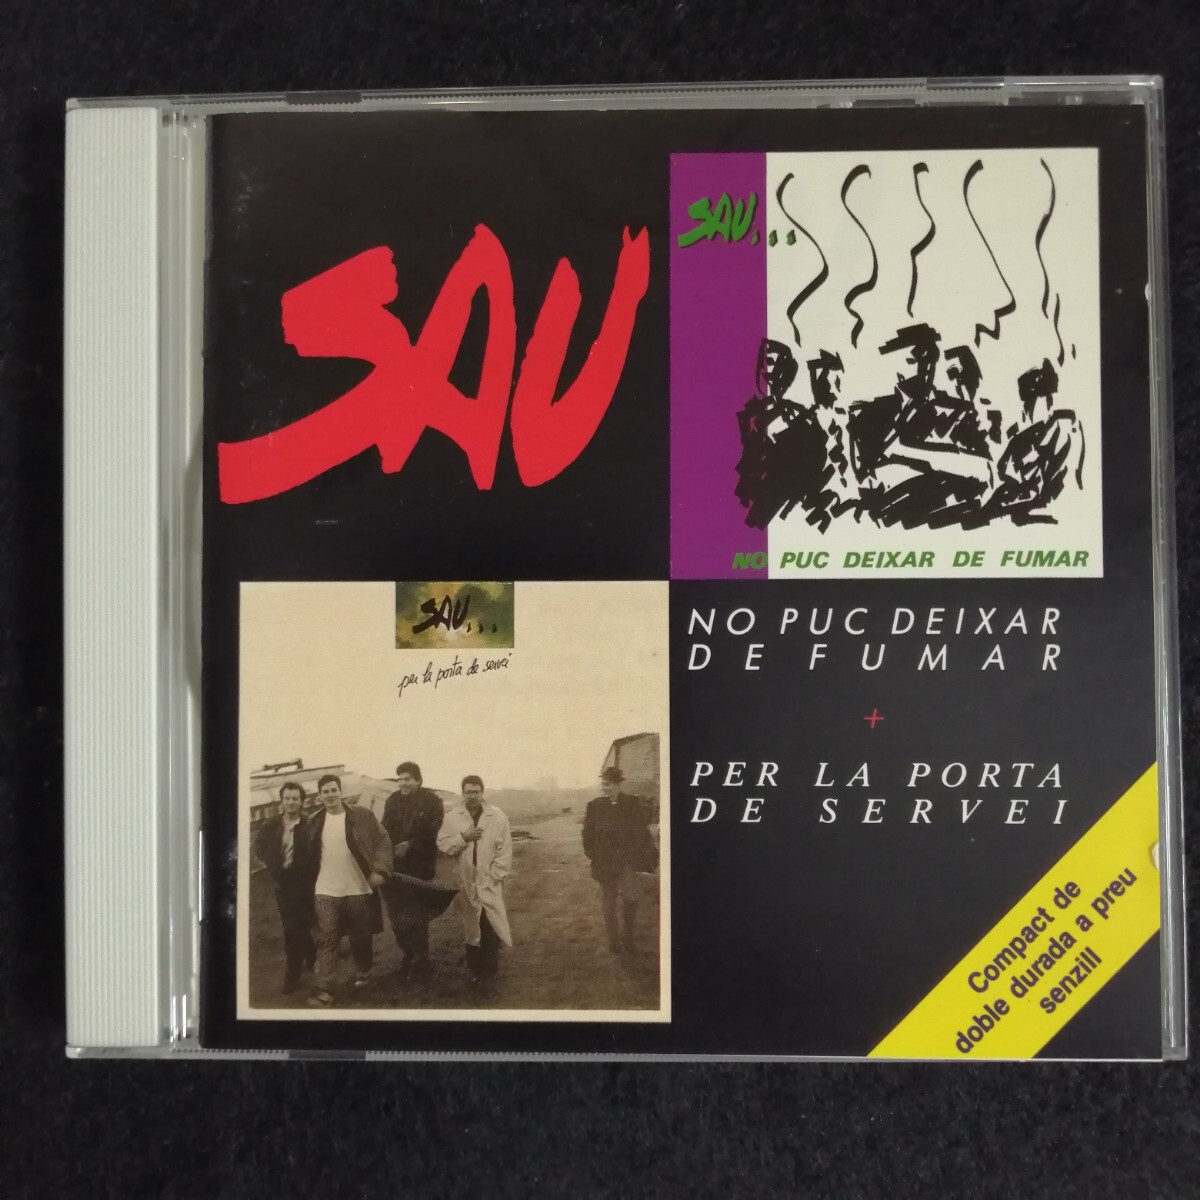 SAU
SAU...
NO PUC DEIXAR DE FUMAR
SAU...
per la porta de servei
NO PUC DEIXAR
DE FUMAR
+
PER LA PORTA
DE SERVEI
Compact de
doble durada a preu
senzill